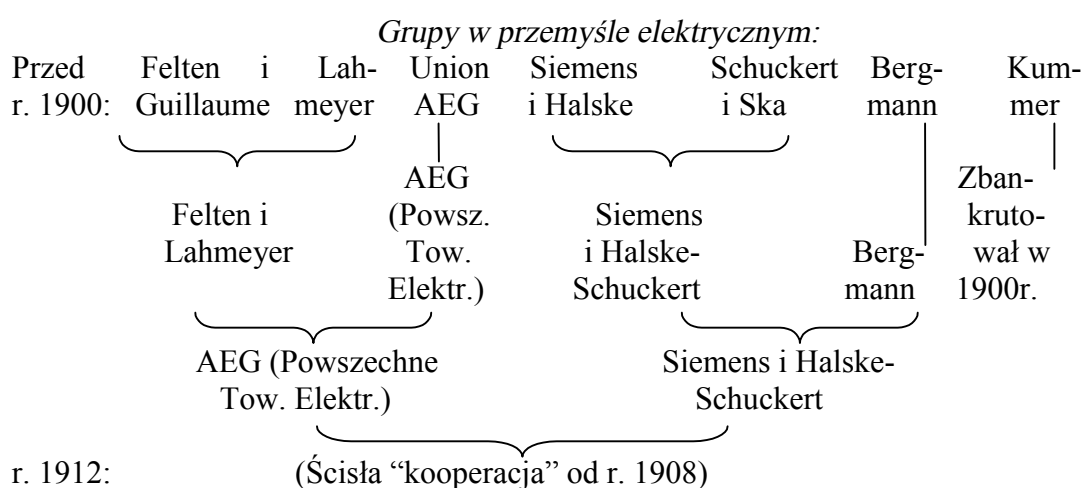 Grupy w przemyśle elektrycznym:
Przed Felten i Lah- Union Siemens Schuckert Berg- Kum-
r. 1900: Guillaume meyer AEG i Halske i Ska mann mer
AEG Zban-
Felten i (Powsz. Siemens kruto-
Lahmeyer Tow. i Halske- Berg- wał w
Elektr.) Schuckert mann 1900r.
AEG (Powszechne Siemens i Halske-
Tow. Elektr.) Schuckert
r. 1912: (Ścisła “kooperacja” od r. 1908)